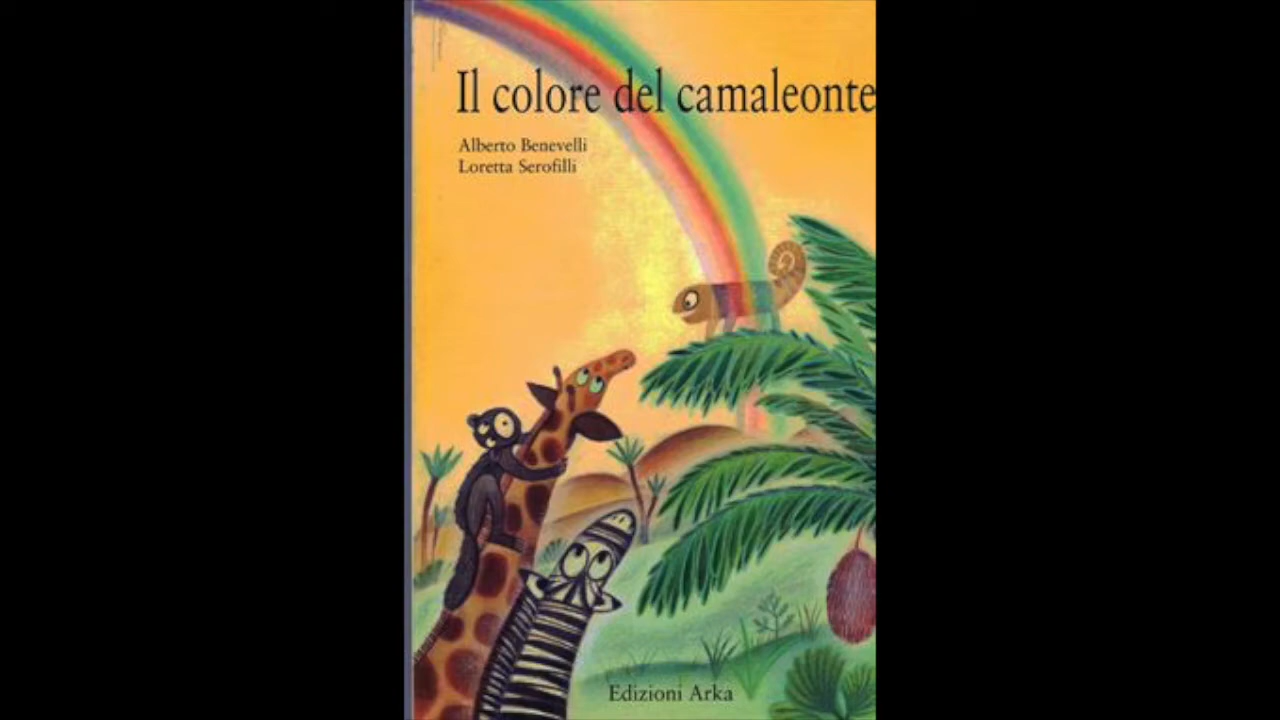 Il colore del camaleonte
Alberto Benevelli
Loretta Serofilli
Edizioni Arka